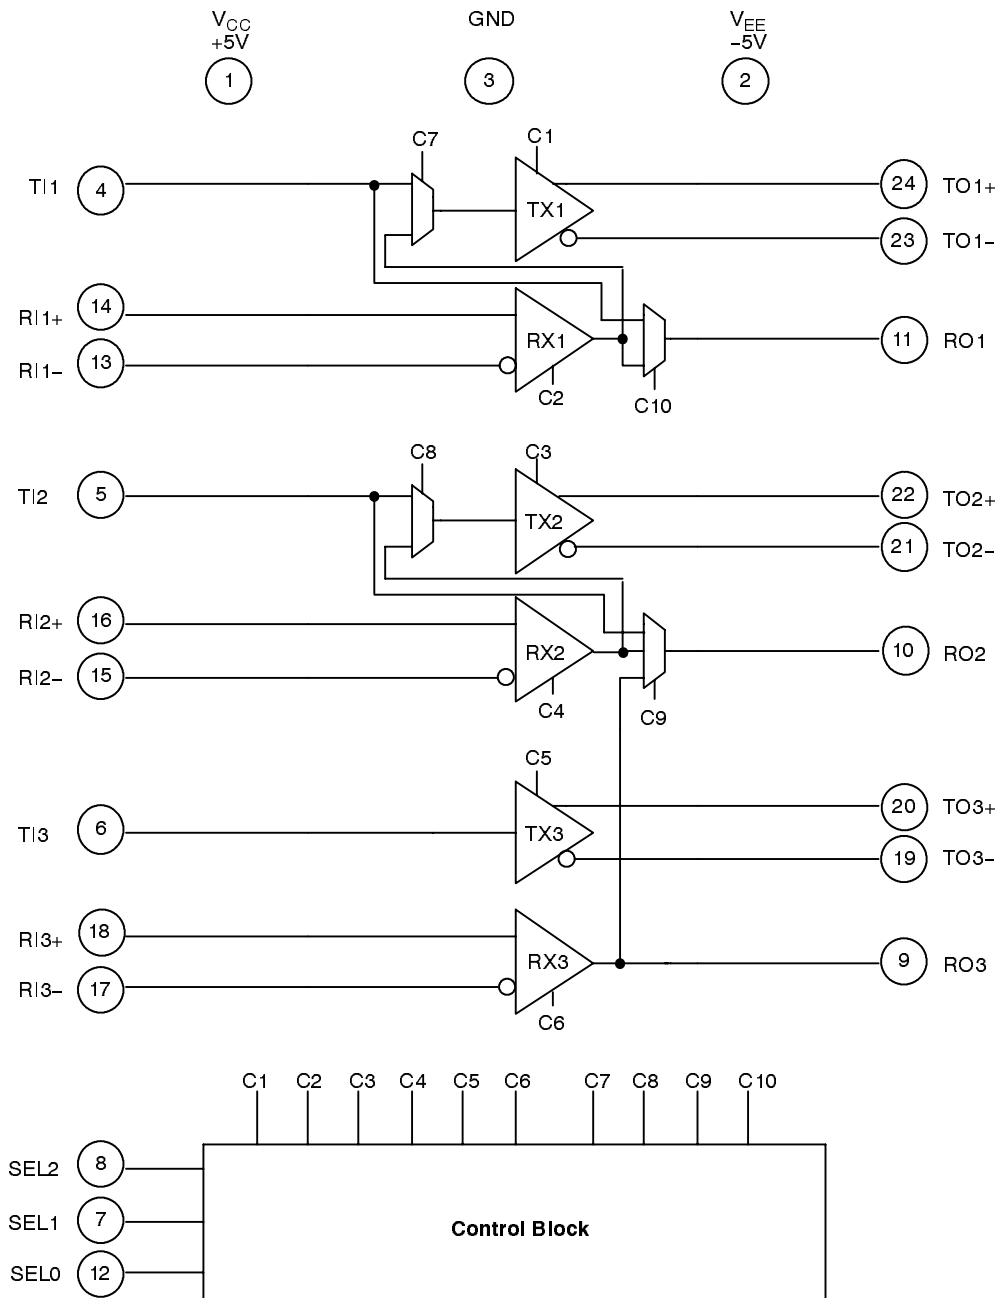 VCC GND VEE
+5V −5V
1 3 2
C7 C1
TI1 4 TX1 24 TO1+
23 TO1−
RI1+ 14 RX1 11 RO1
RI1− 13
C2 C10
C8 C3
TI2 5 TX2 22 TO2+
21 TO2−
RI2+ 16 RX2 10 RO2
RI2− 15
C4 C9
C5
TI3 6 TX3 20 TO3+
19 TO3−
RI3+ 18 RX3 9 RO3
RI3− 17
C6
C1 C2 C3 C4 C5 C6 C7 C8 C9 C10
SEL2 8
SEL1 7 Control Block
SEL0 12